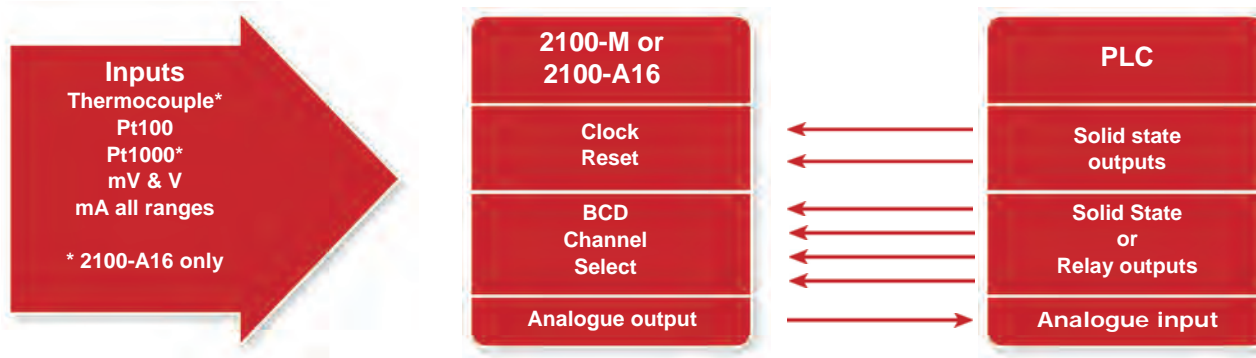 Inputs
Thermocouple*
Pt100
Pt1000*
mV & V
mA all ranges
* 2100-A16 only
2100-M or
2100-A16
Clock
Reset
BCD
Channel
Select
Analogue output
PLC
Solid state
outputs
Solid State
or
Relay outputs
Analogue input